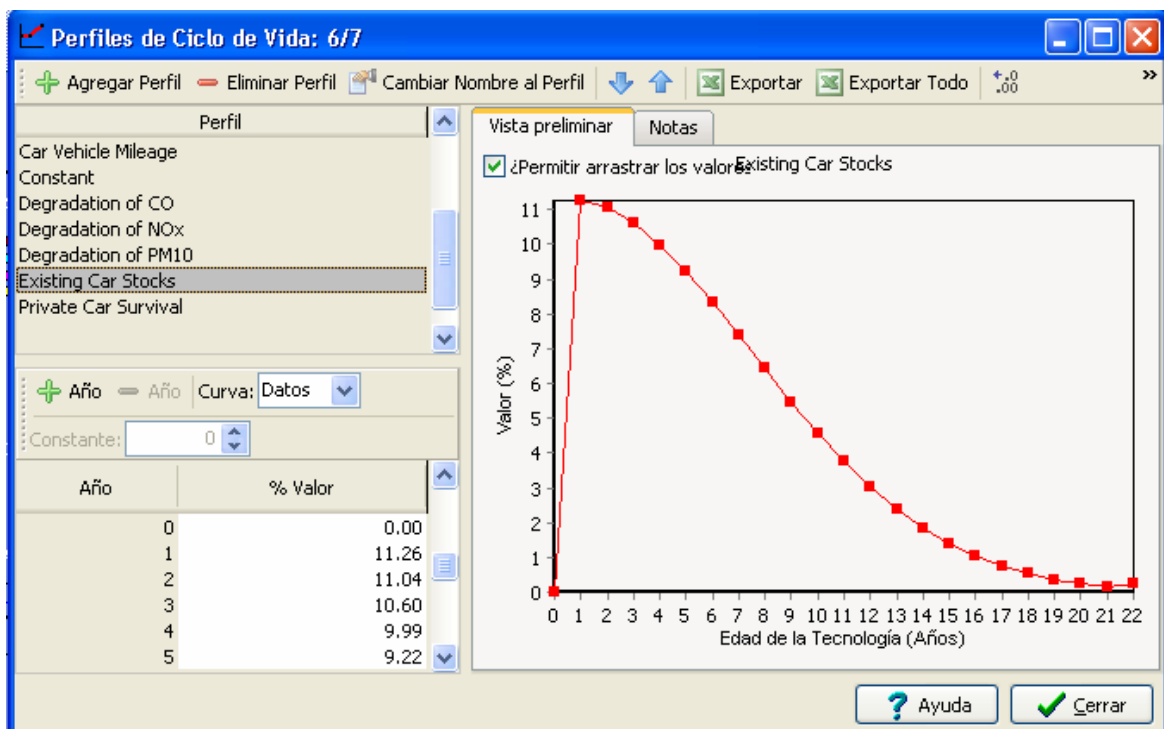 Perfiles de Ciclo de Vida: 6/7
Agregar Perfil Eliminar Perfil Cambiar Nombre al Perfil Exportar Exportar Todo ,0 ,00 »
Perfil
Car Vehicle Mileage
Constant
Degradation of CO
Degradation of NOx
Degradation of PM10
Existing Car Stocks
Private Car Survival
Año Año Curva: Datos
Constante: 0
Año % Valor
0 0.00
1 11.26
2 11.04
3 10.60
4 9.99
5 9.22
Vista preliminar Notas
¿Permitir arrastrar los valores Existing Car Stocks
Valor (%)
11
10
9
8
7
6
5
4
3
2
1
0
0 1 2 3 4 5 6 7 8 9 10 11 12 13 14 15 16 17 18 19 20 21 22
Edad de la Tecnología (Años)
Ayuda Cerrar